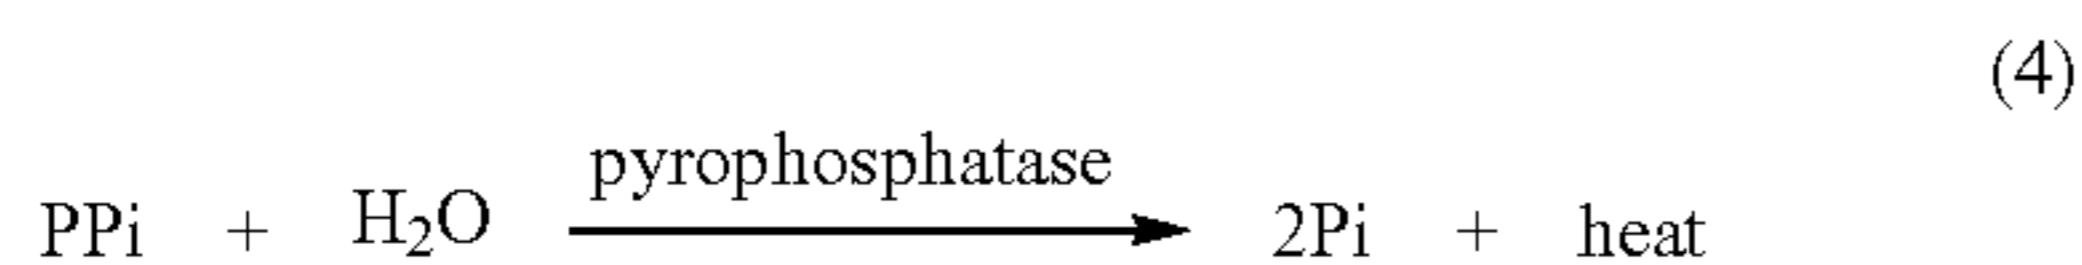 (4)
pyrophosphatase
PPi + H₂O 2Pi + heat